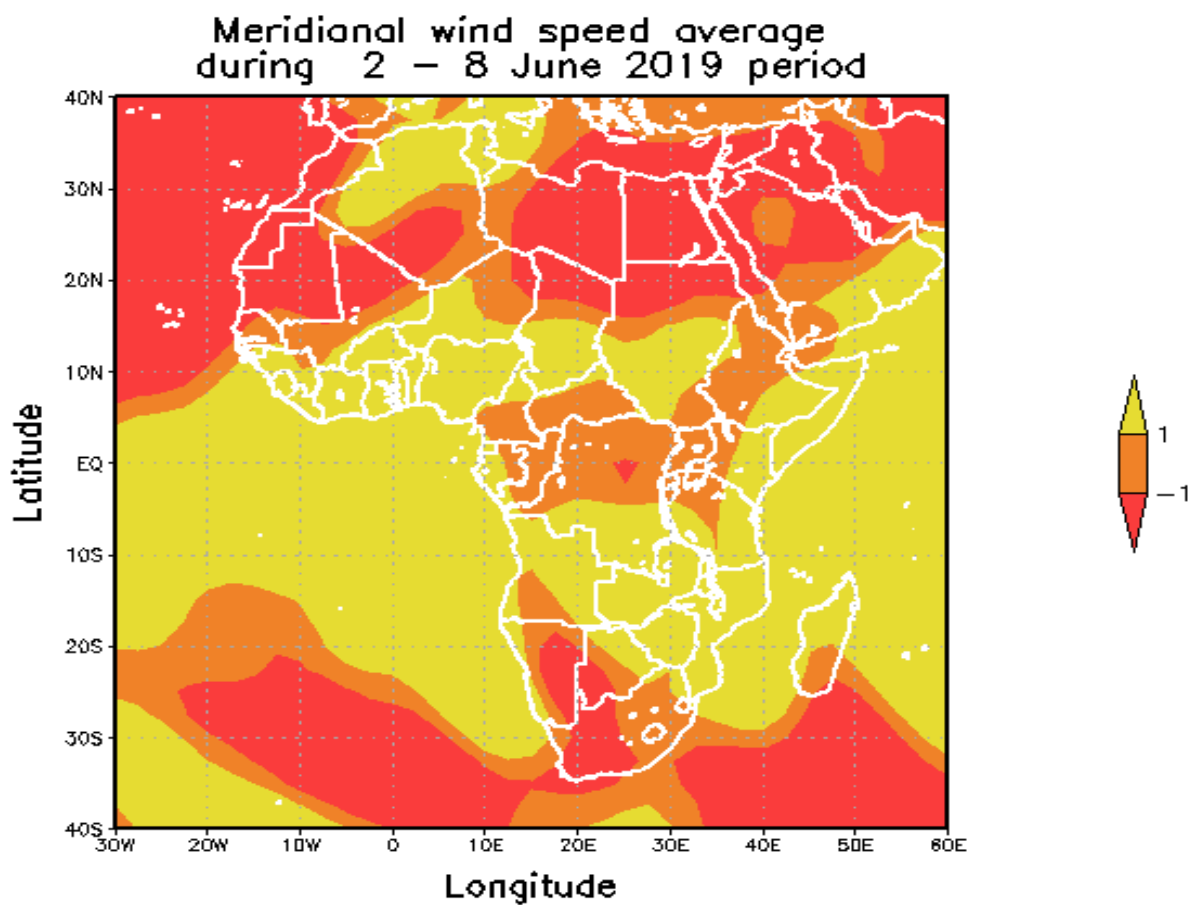 Meridianal wind speed average
during 2 - 8 June 2019 period
40N
30N
20N
10N
EQ
10S
20S
30S
40S
Latitude
30W 20W 10W 0 10E 20E 30E 40E 50E 60E
Longitude
1
-1